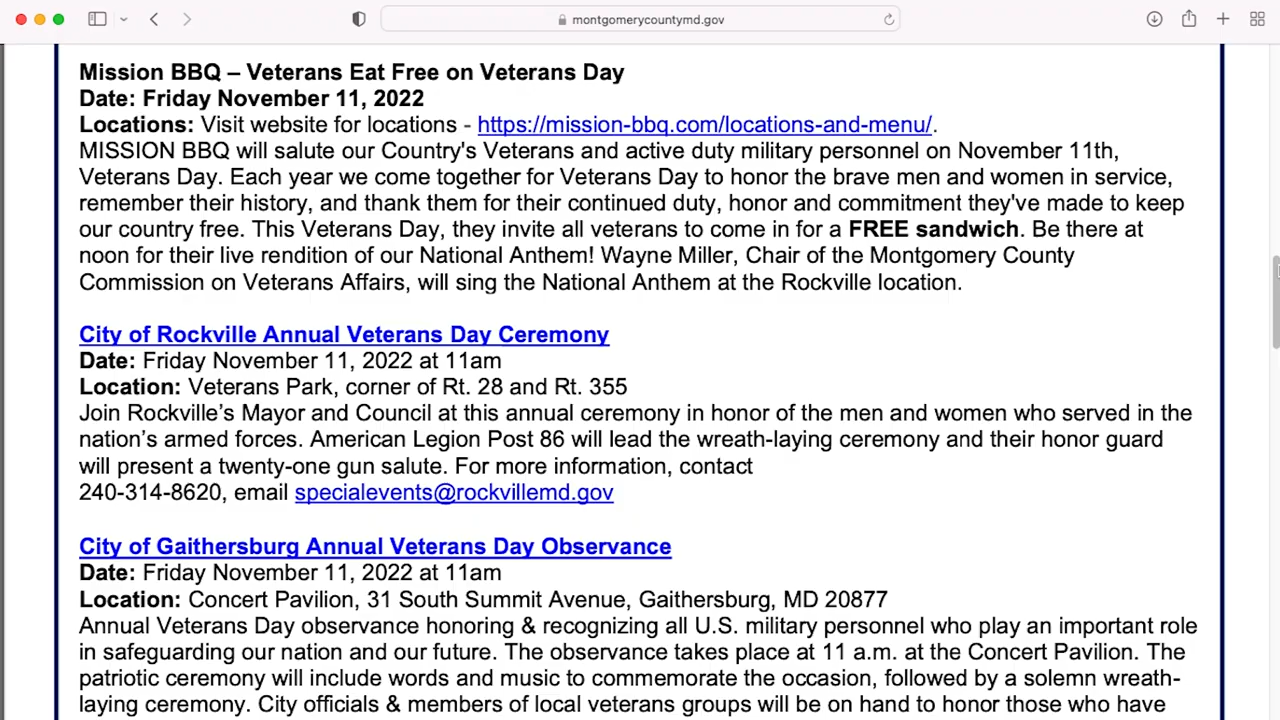 montgomerycountymd.gov
Mission BBQ – Veterans Eat Free on Veterans Day
Date: Friday November 11, 2022
Locations: Visit website for locations - https://mission-bbq.com/locations-and-menu/.
MISSION BBQ will salute our Country's Veterans and active duty military personnel on November 11th,
Veterans Day. Each year we come together for Veterans Day to honor the brave men and women in service,
remember their history, and thank them for their continued duty, honor and commitment they've made to keep
our country free. This Veterans Day, they invite all veterans to come in for a FREE sandwich. Be there at
noon for their live rendition of our National Anthem! Wayne Miller, Chair of the Montgomery County
Commission on Veterans Affairs, will sing the National Anthem at the Rockville location.
City of Rockville Annual Veterans Day Ceremony
Date: Friday November 11, 2022 at 11am
Location: Veterans Park, corner of Rt. 28 and Rt. 355
Join Rockville’s Mayor and Council at this annual ceremony in honor of the men and women who served in the
nation’s armed forces. American Legion Post 86 will lead the wreath-laying ceremony and their honor guard
will present a twenty-one gun salute. For more information, contact
240-314-8620, email specialevents@rockvillemd.gov
City of Gaithersburg Annual Veterans Day Observance
Date: Friday November 11, 2022 at 11am
Location: Concert Pavilion, 31 South Summit Avenue, Gaithersburg, MD 20877
Annual Veterans Day observance honoring & recognizing all U.S. military personnel who play an important role
in safeguarding our nation and our future. The observance takes place at 11 a.m. at the Concert Pavilion. The
patriotic ceremony will include words and music to commemorate the occasion, followed by a solemn wreath-
laying ceremony. City officials & members of local veterans groups will be on hand to honor those who have